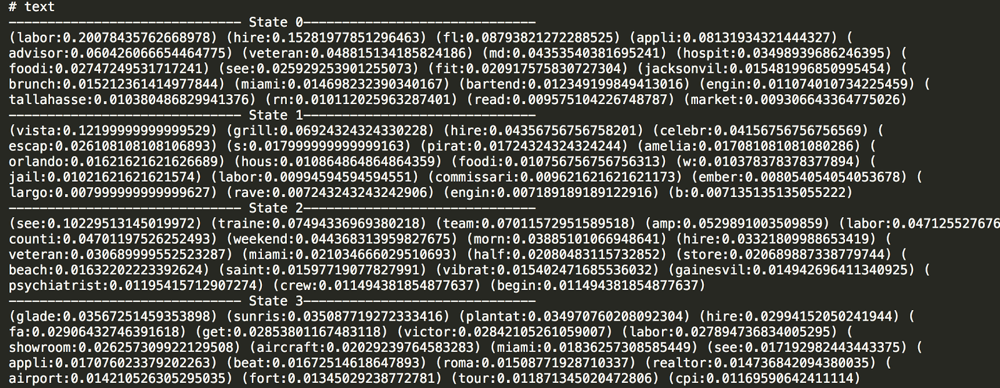 # text
------------------------------ State 0------------------------------
(labor:0.20078435762668978) (hire:0.15281977851296463) (fl:0.08793821272288525) (appli:0.08131934321444327) (
advisor:0.060426066654464775) (veteran:0.048815134185824186) (md:0.04353540381695241) (hospit:0.03498939686246395) (
foodi:0.02747249531717241) (see:0.025929253901255073) (fit:0.020917575830727304) (jacksonvil:0.015481996850995454) (
brunch:0.015212361414977844) (miami:0.014698232390340167) (bartend:0.012349199849413016) (engin:0.011074010734225459) (
tallahasse:0.010380486829941376) (rn:0.010112025963287401) (read:0.009575104226748787) (market:0.009306643364775026)
------------------------------ State 1------------------------------
(vista:0.12199999999999529) (grill:0.06924324324330228) (hire:0.04356756756758201) (celebr:0.04156756756756569) (
escap:0.026108108108106893) (s:0.017999999999999163) (pirat:0.01724324324324244) (amelia:0.017081081081080286) (
orlando:0.01621621621626689) (hous:0.010864864864864359) (foodi:0.010756756756756313) (w:0.010378378378377894) (
jail:0.01021621621621574) (labor:0.00994594594594551) (commissari:0.009621621621621173) (ember:0.008054054054053678) (
largo:0.007999999999999627) (rave:0.007243243243242906) (engin:0.007189189189122916) (b:0.007135135135055222)
------------------------------ State 2------------------------------
(see:0.10229513145019972) (traine:0.07494336969380218) (team:0.07011572951589518) (amp:0.0529891003509859) (labor:0.047125527676
counti:0.04701197526252493) (weekend:0.044368313959827675) (morn:0.03885101066948641) (hire:0.03321809988653419) (
veteran:0.030689999552523287) (miami:0.021034666029510693) (half:0.02080483115732852) (store:0.020689887338779744) (
beach:0.01632202223392624) (saint:0.01597719077827991) (vibrat:0.015402471685536032) (gainesvil:0.014942696411340925) (
psychiatrist:0.01195415712907274) (crew:0.011494381854877637) (begin:0.011494381854877637)
------------------------------ State 3------------------------------
(glade:0.035672514593353898) (sunris:0.035087719272333416) (plantat:0.034970760208092304) (hire:0.02994152050241944) (
fa:0.02906432746391618) (get:0.02853801167483118) (victor:0.02842105261059007) (labor:0.027894736834005295) (
showroom:0.026257309922129508) (aircraft:0.02029239764583283) (miami:0.01836257308585449) (see:0.017192982443443375) (
appli:0.017076023379202263) (beat:0.01672514618647893) (roma:0.01508771928710337) (realtor:0.014736842094380035) (
airport:0.014210526305295035) (fort:0.01345029238772781) (tour:0.011871345020472806) (cpi:0.01169590642411114)